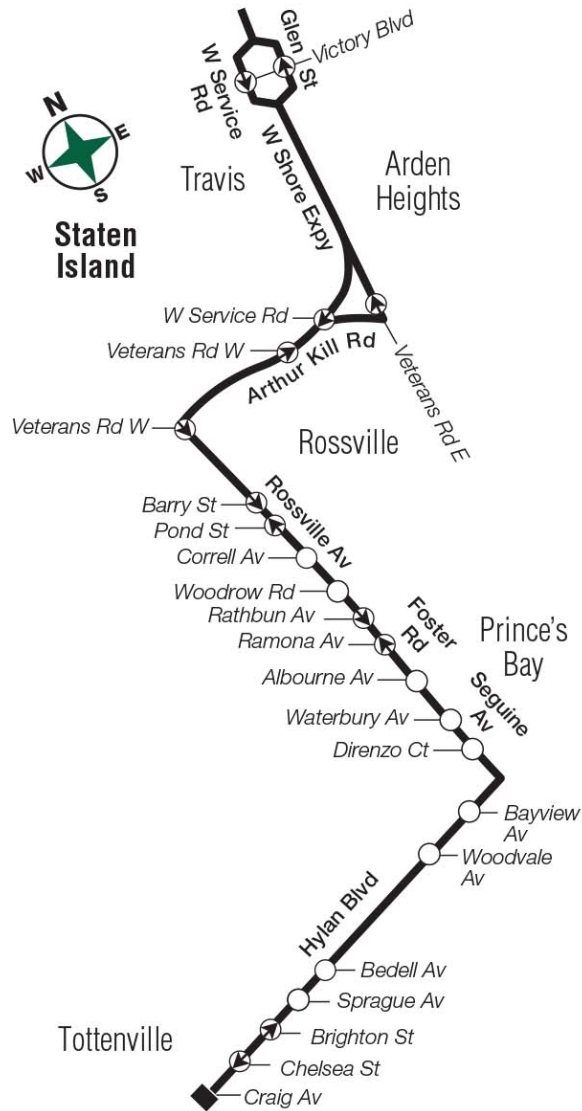 Glen St
Victory Blvd
W Service
Rd
N
E
W
S
Staten
Island
Travis
W Shore Expy
Arden
Heights
W Service Rd
Veterans Rd W
Arthur Kill Rd
Veterans Rd E
Veterans Rd W
Rossville
Barry St
Rossville Av
Pond St
Correll Av
Woodrow Rd
Rathbun Av
Foster
Rd
Prince's
Bay
Ramona Av
Albourne Av
Seguine
Av
Waterbury Av
Direnzo Ct
Bayview
Av
Woodvale
Av
Hylan Blvd
Bedell Av
Sprague Av
Tottenville
Brighton St
Chelsea St
Craig Av